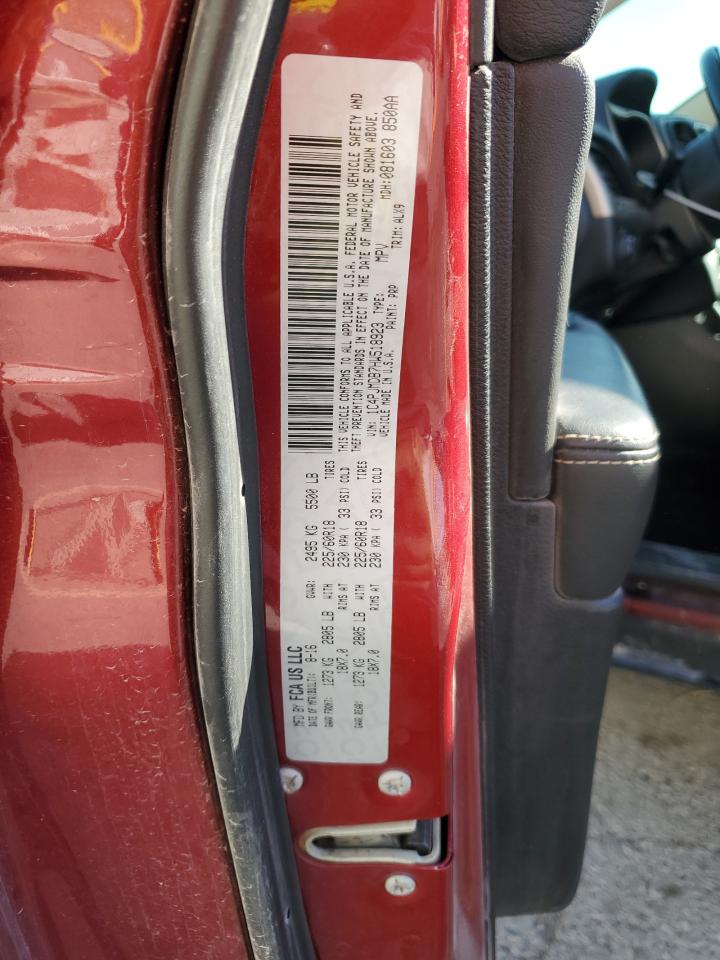 MFD BY FCA US LLC
DATE OF MFR(BUILT): 8-16 GVWR: 2495 KG 5500 LB
GAWR FRONT: 1273 KG 2805 LB WITH 225/60R18 TIRES
18X7.0 RIMS AT 230 KPA ( 33 PSI) COLD
GAWR REAR: 1273 KG 2805 LB WITH 225/60R18 TIRES
18X7.0 RIMS AT 230 KPA ( 33 PSI) COLD
THIS VEHICLE CONFORMS TO ALL APPLICABLE U.S.A. FEDERAL MOTOR VEHICLE SAFETY AND
THEFT PREVENTION STANDARDS IN EFFECT ON THE DATE OF MANUFACTURE SHOWN ABOVE.
VIN: 1C4PJMDB7HW518923 TYPE: MPV MDH:081603 850AA
VEHICLE MADE IN U.S.A. PAINT: PRP TRIM: ALX9